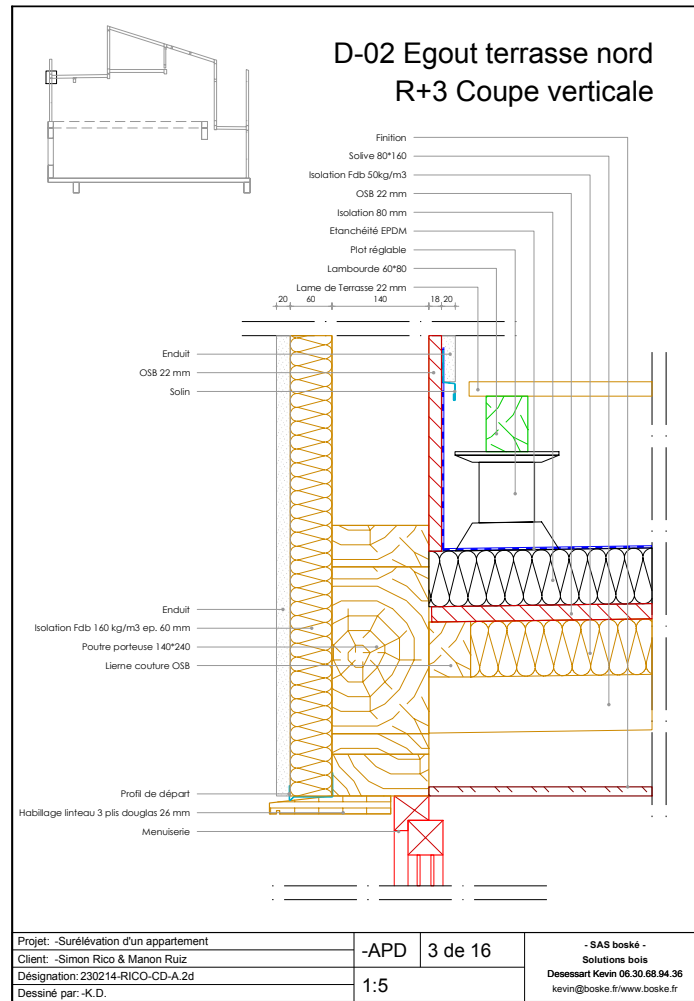 D-02 Egout terrasse nord
R+3 Coupe verticale
Finition
Solive 80*160
Isolation Fdb 50kg/m3
OSB 22 mm
Isolation 80 mm
Etanchéité EPDM
Plot réglable
Lambourde 60*80
Lame de Terrasse 22 mm
20 60 140 18 20
Enduit
OSB 22 mm
Solin
Enduit
Isolation Fdb 160 kg/m3 ep. 60 mm
Poutre porteuse 140*240
Lierne couture OSB
Profil de départ
Habillage linteau 3 plis douglas 26 mm
Menuiserie
Projet: -Surélévation d'un appartement
Client: -Simon Rico & Manon Ruiz
Désignation: 230214-RICO-CD-A.2d
Dessiné par: -K.D.
-APD 3 de 16
1:5
- SAS boské -
Solutions bois
Desessart Kevin 06.30.68.94.36
kevin@boske.fr/www.boske.fr